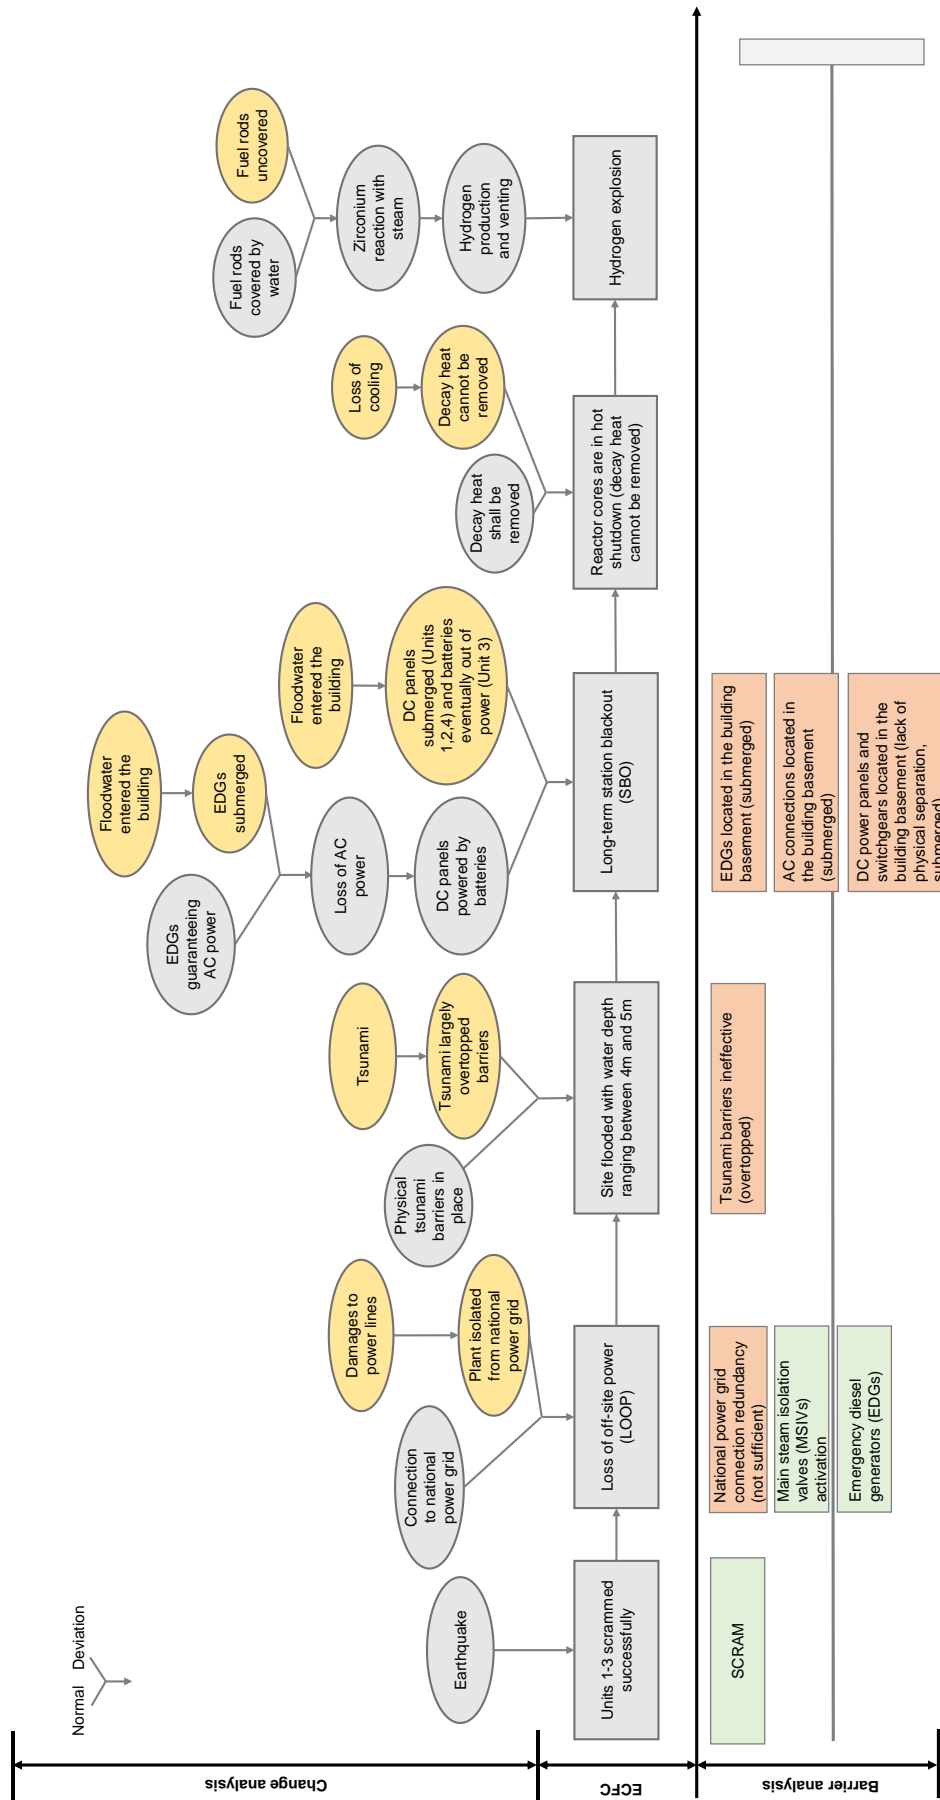 Normal Deviation
Change analysis
ECFC
Barrier analysis
Earthquake
Units 1-3 scrammed
successfully
SCRAM
Damages to
power lines
Plant isolated
from national
power grid
Connection
to national
power grid
Loss of off-site power
(LOOP)
National power grid
connection redundancy
(not sufficient)
Main steam isolation
valves (MSIVs)
activation
Emergency diesel
generators (EDGs)
Tsunami
Tsunami largely
overtopped
barriers
Physical
tsunami
barriers in
place
Site flooded with water depth
ranging between 4m and 5m
Tsunami barriers ineffective
(overtopped)
Floodwater
entered the
building
EDGs
submerged
EDGs
guaranteeing
AC power
Loss of AC
power
DC panels
powered by
batteries
Floodwater
entered the
building
DC panels
submerged (Units
1,2,4) and batteries
eventually out of
power (Unit 3)
Long-term station blackout
(SBO)
EDGs located in the building
basement (submerged)
AC connections located in
the building basement
(submerged)
DC power panels and
switchgears located in the
building basement (lack of
physical separation,
submerged)
Loss of
cooling
Decay heat
cannot be
removed
Decay heat
shall be
removed
Reactor cores are in hot
shutdown (decay heat
cannot be removed)
Fuel rods
uncovered
Fuel rods
covered by
water
Zirconium
reaction with
steam
Hydrogen
production
and venting
Hydrogen explosion